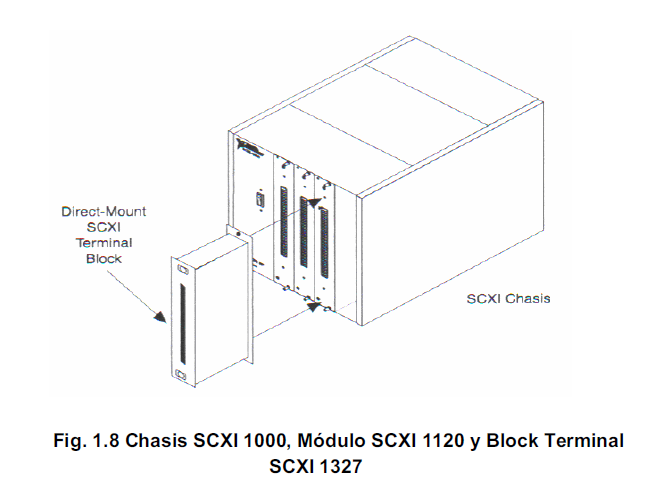 Direct-Mount
SCXI
Terminal
Block
SCXI Chasis
Fig. 1.8 Chasis SCXI 1000, Módulo SCXI 1120 y Block Terminal
SCXI 1327